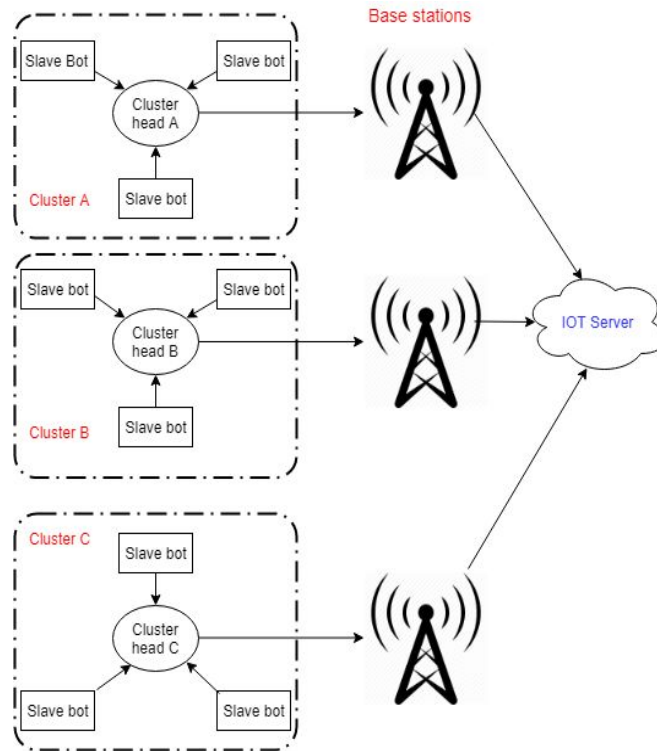 Base stations
Slave Bot
Slave bot
Cluster
head A
Cluster A
Slave bot
Slave bot
Slave bot
Cluster
head B
IOT Server
Slave bot
Cluster B
Cluster C
Slave bot
Cluster
head C
Slave bot
Slave bot